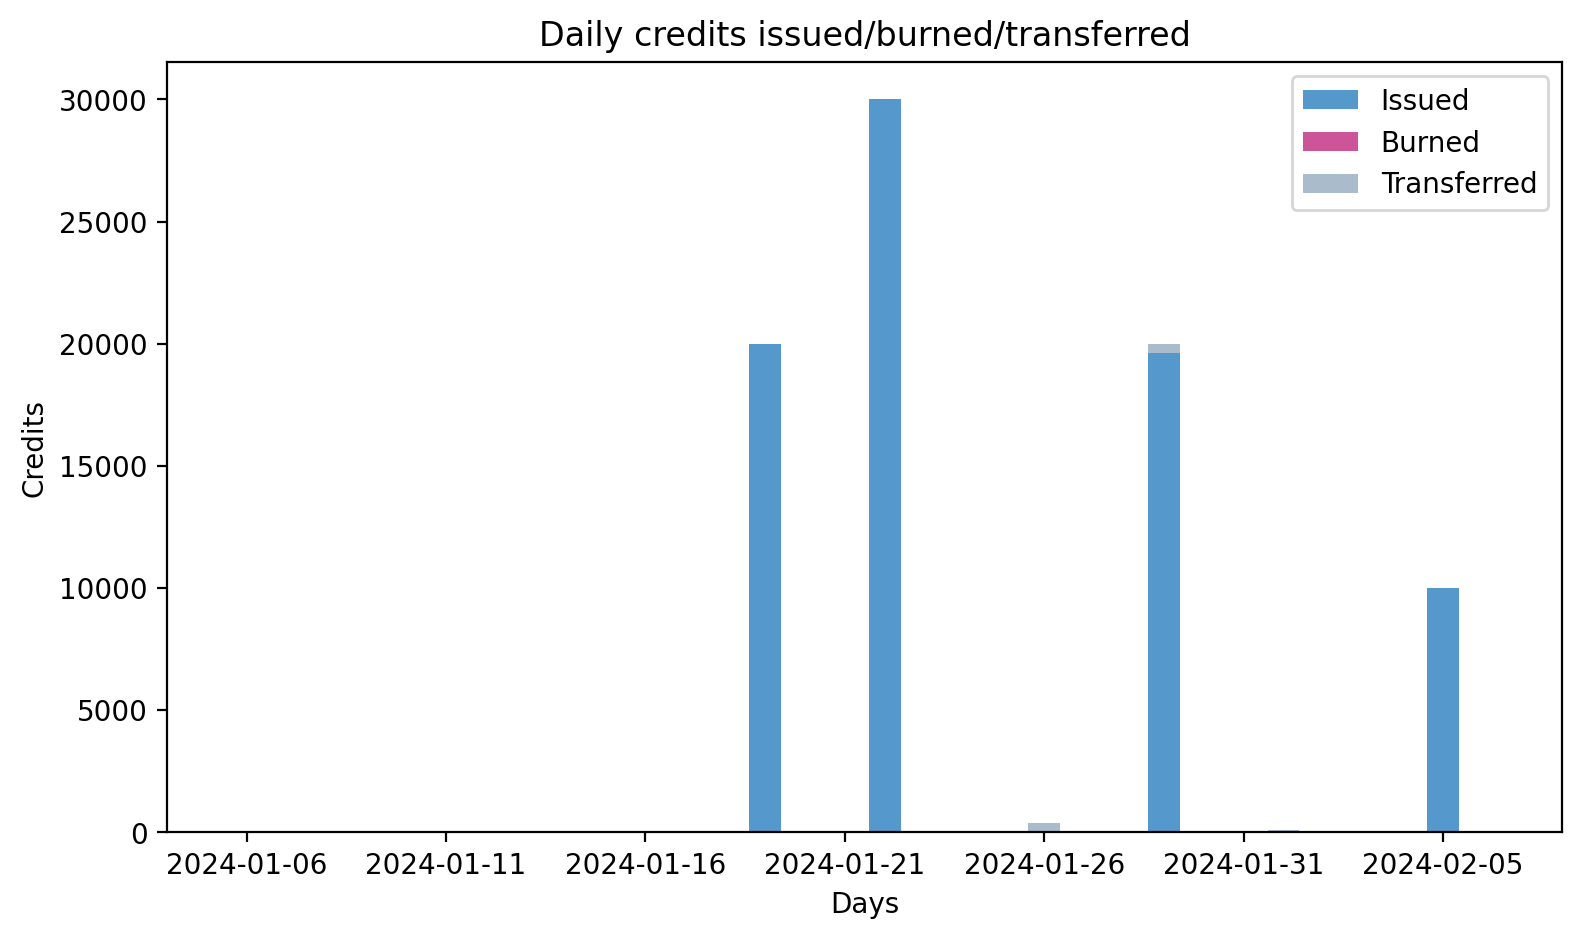 Daily credits issued/burned/transferred
Issued
Burned
Transferred
30000
25000
20000
15000
10000
5000
0
Credits
2024-01-06 2024-01-11 2024-01-16 2024-01-21 2024-01-26 2024-01-31 2024-02-05
Days